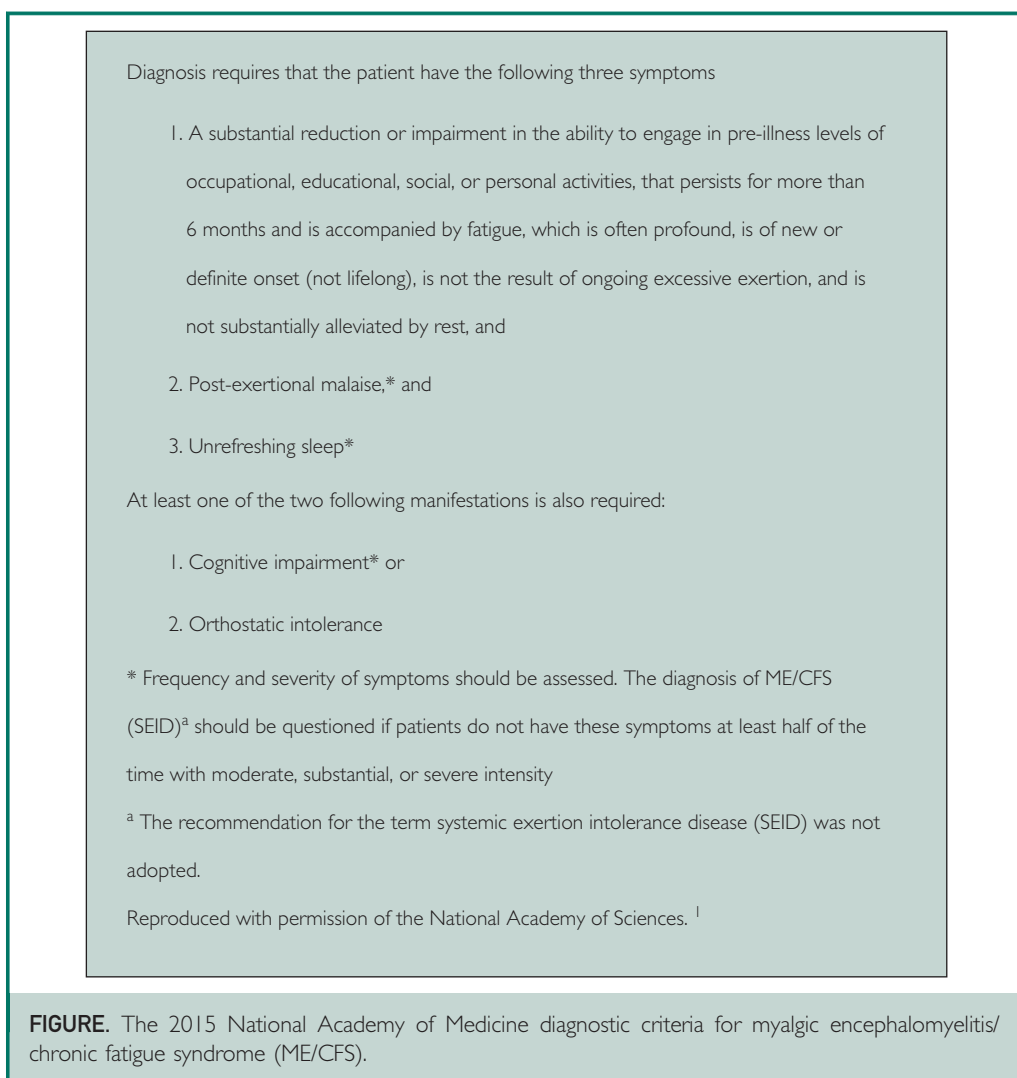 Diagnosis requires that the patient have the following three symptoms
1. A substantial reduction or impairment in the ability to engage in pre-illness levels of
occupational, educational, social, or personal activities, that persists for more than
6 months and is accompanied by fatigue, which is often profound, is of new or
definite onset (not lifelong), is not the result of ongoing excessive exertion, and is
not substantially alleviated by rest, and
2. Post-exertional malaise,* and
3. Unrefreshing sleep*
At least one of the two following manifestations is also required:
1. Cognitive impairment* or
2. Orthostatic intolerance
* Frequency and severity of symptoms should be assessed. The diagnosis of ME/CFS
(SEID)ª should be questioned if patients do not have these symptoms at least half of the
time with moderate, substantial, or severe intensity
ª The recommendation for the term systemic exertion intolerance disease (SEID) was not
adopted.
Reproduced with permission of the National Academy of Sciences. ¹
FIGURE. The 2015 National Academy of Medicine diagnostic criteria for myalgic encephalomyelitis/
chronic fatigue syndrome (ME/CFS).